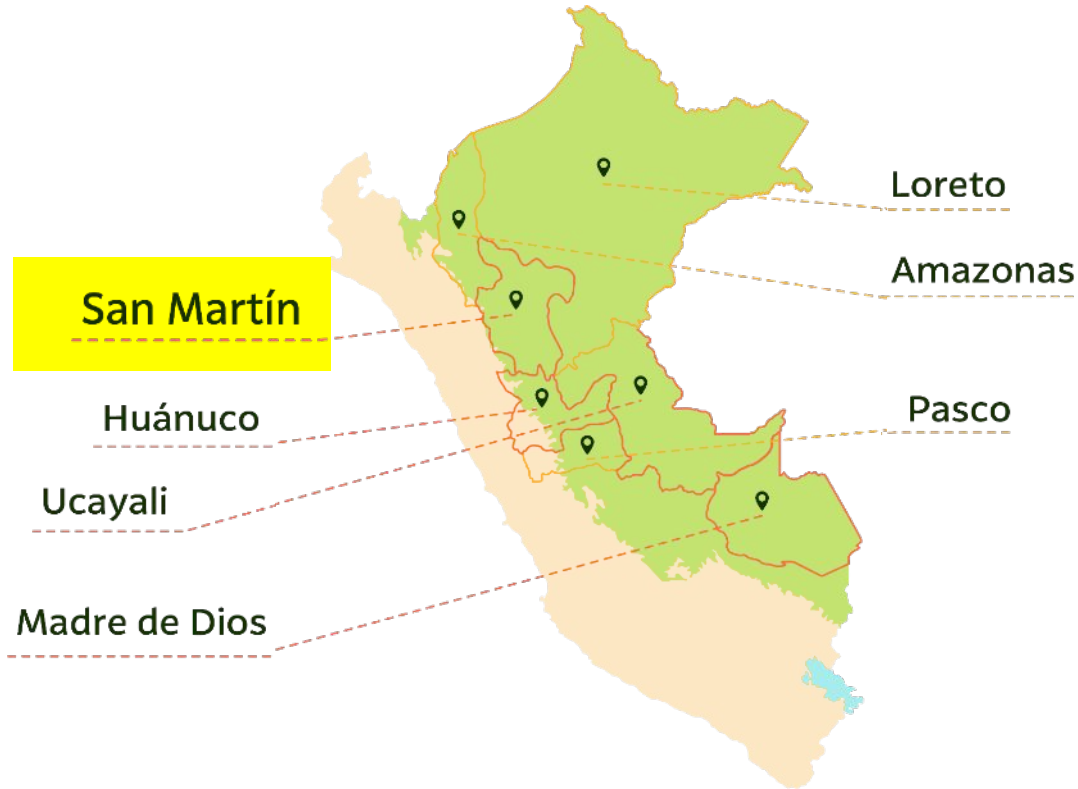 Loreto
Amazonas
San Martín
Huánuco
Pasco
Ucayali
Madre de Dios